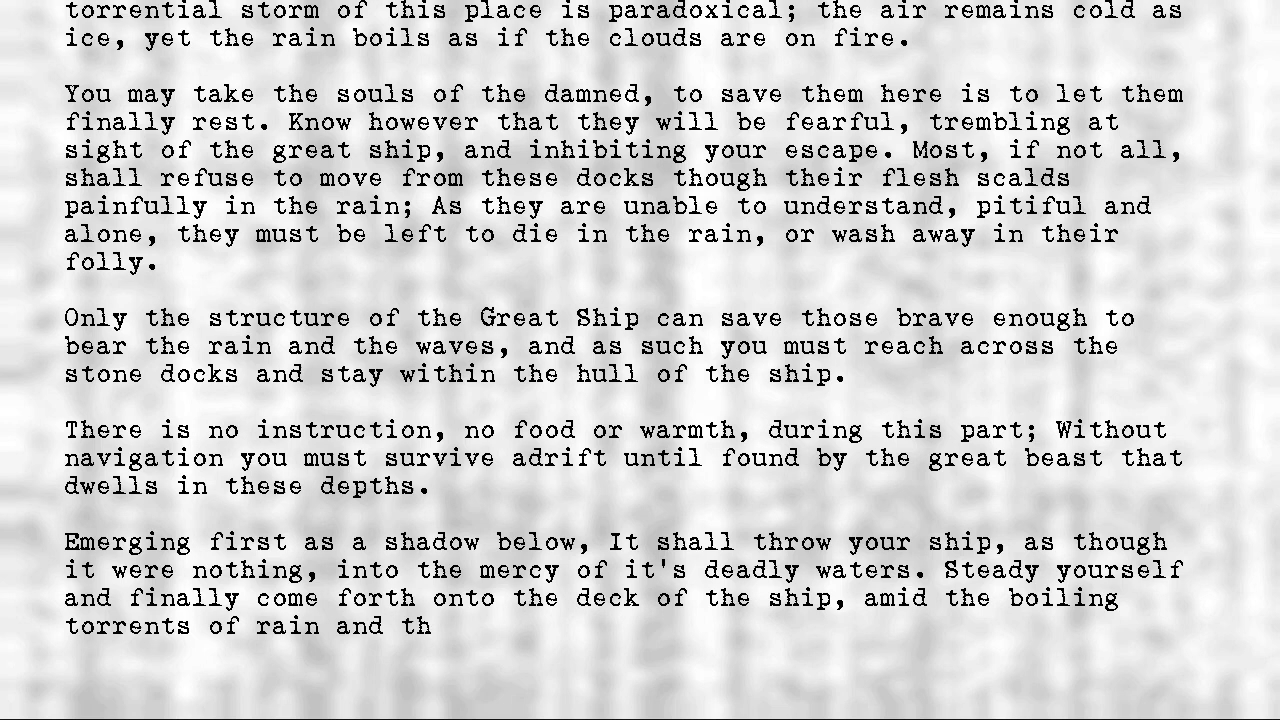 torrential storm of this place is paradoxical; the air remains cold as
ice, yet the rain boils as if the clouds are on fire.
You may take the souls of the damned, to save them here is to let them
finally rest. Know however that they will be fearful, trembling at
sight of the great ship, and inhibiting your escape. Most, if not all,
shall refuse to move from these docks though their flesh scalds
painfully in the rain; As they are unable to understand, pitiful and
alone, they must be left to die in the rain, or wash away in their
folly.
Only the structure of the Great Ship can save those brave enough to
bear the rain and the waves, and as such you must reach across the
stone docks and stay within the hull of the ship.
There is no instruction, no food or warmth, during this part; Without
navigation you must survive adrift until found by the great beast that
dwells in these depths.
Emerging first as a shadow below, It shall throw your ship, as though
it were nothing, into the mercy of it's deadly waters. Steady yourself
and finally come forth onto the deck of the ship, amid the boiling
torrents of rain and th